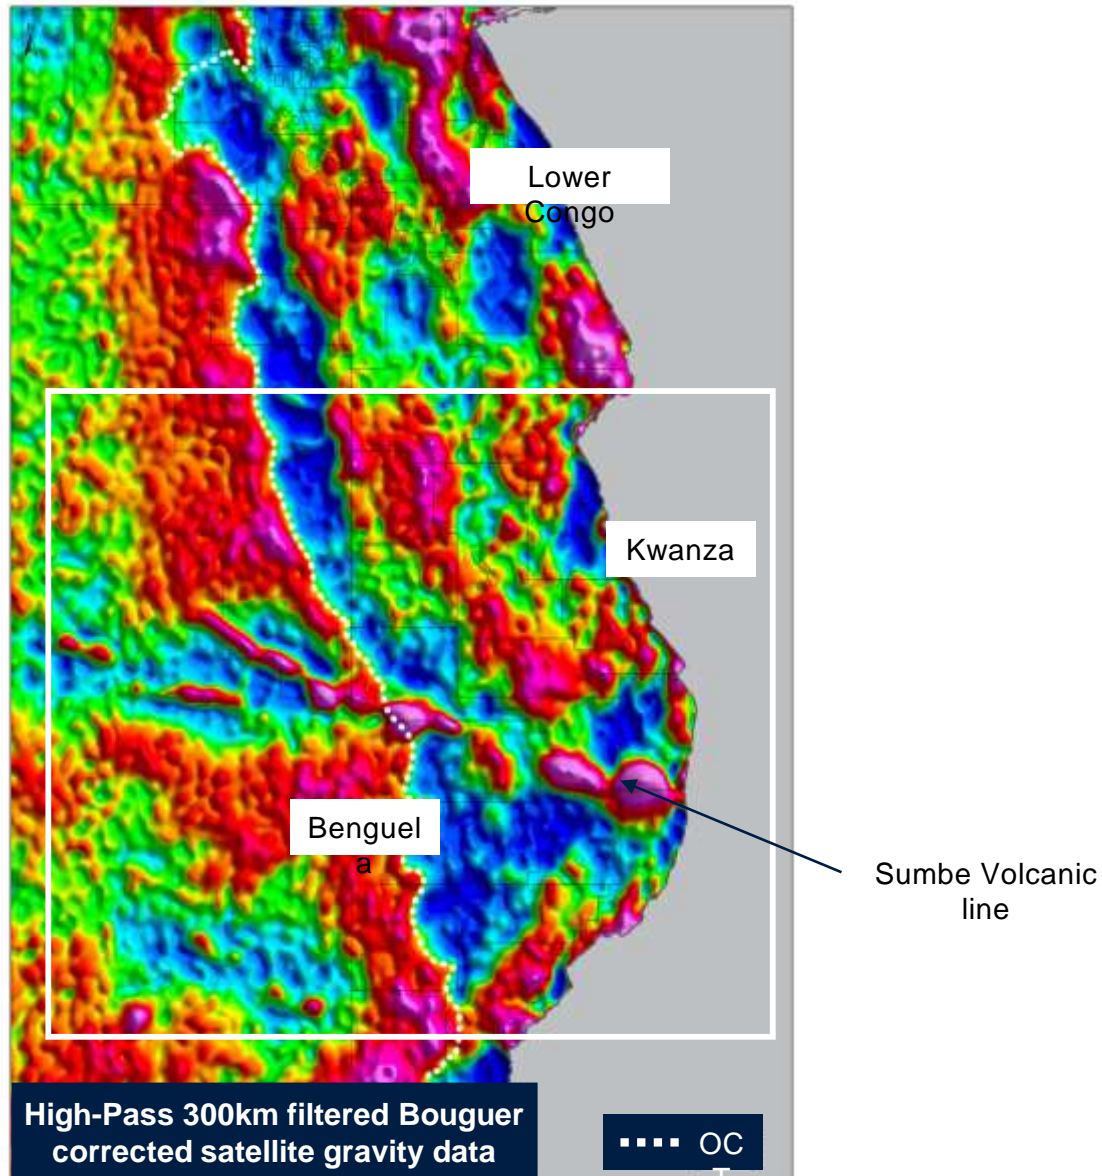 Lower
Congo
Kwanza
Benguel
a
Sumbe Volcanic
line
High-Pass 300km filtered Bouguer
corrected satellite gravity data
OC
T